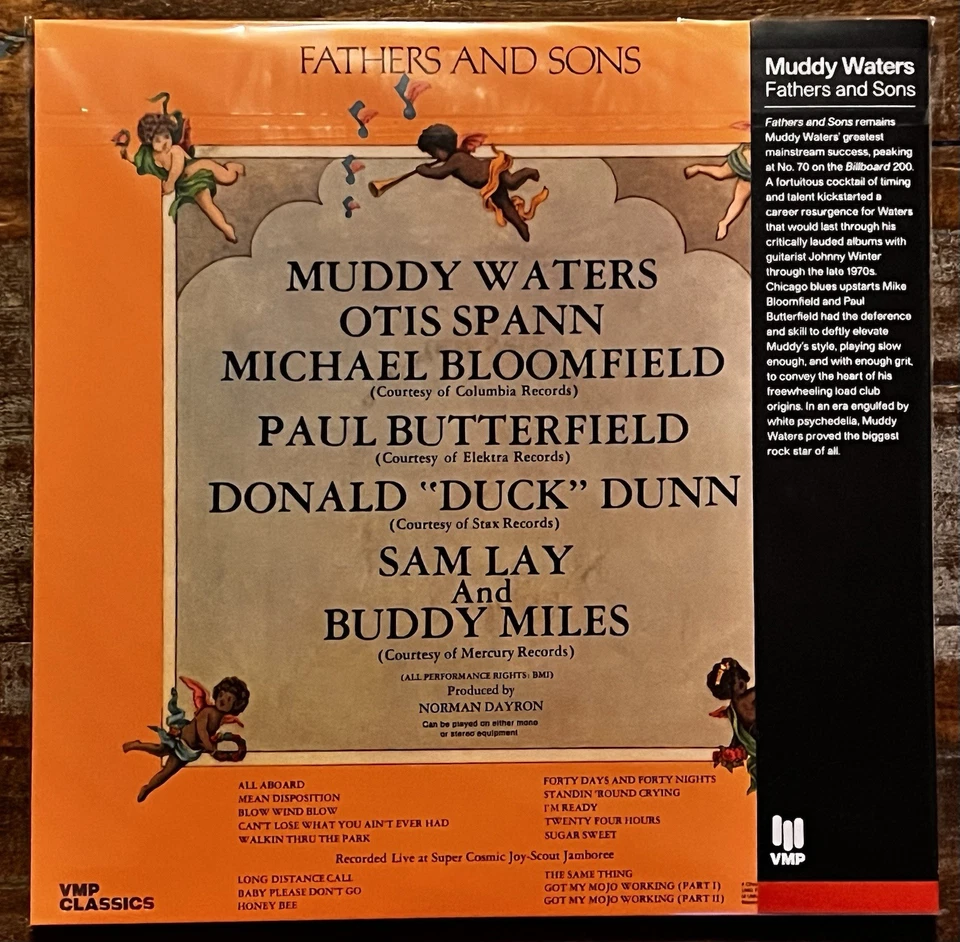 FATHERS AND SONS
MUDDY WATERS
OTIS SPANN
MICHAEL BLOOMFIELD
(Courtesy of Columbia Records)
PAUL BUTTERFIELD
(Courtesy of Elektra Records)
DONALD "DUCK" DUNN
(Courtesy of Stax Records)
SAM LAY
And
BUDDY MILES
(Courtesy of Mercury Records)
(ALL PERFORMANCE RIGHTS: BMI)
Produced by
NORMAN DAYRON
Can be played on either mono
or stereo equipment
ALL ABOARD
MEAN DISPOSITION
BLOW WIND BLOW
CAN'T LOSE WHAT YOU AIN'T EVER HAD
WALKIN THRU THE PARK
FORTY DAYS AND FORTY NIGHTS
STANDIN 'ROUND CRYING
I'M READY
TWENTY FOUR HOURS
SUGAR SWEET
Recorded Live at Super Cosmic Joy-Scout Jamboree
LONG DISTANCE CALL
BABY PLEASE DON'T GO
HONEY BEE
THE SAME THING
GOT MY MOJO WORKING (PART I)
GOT MY MOJO WORKING (PART II)
VMP
CLASSICS
Muddy Waters
Fathers and Sons
Fathers and Sons remains
Muddy Waters' greatest
mainstream success, peaking
at No. 70 on the Billboard 200.
A fortuitous cocktail of timing
and talent kickstarted a
career resurgence for Waters
that would last through his
critically lauded albums with
guitarist Johnny Winter
through the late 1970s.
Chicago blues upstarts Mike
Bloomfield and Paul
Butterfield had the deference
and skill to deftly elevate
Muddy's style, playing slow
enough, and with enough grit,
to convey the heart of his
freewheeling load club
origins. In an era engulfed by
white psychedelia, Muddy
Waters proved the biggest
rock star of all.
VMP